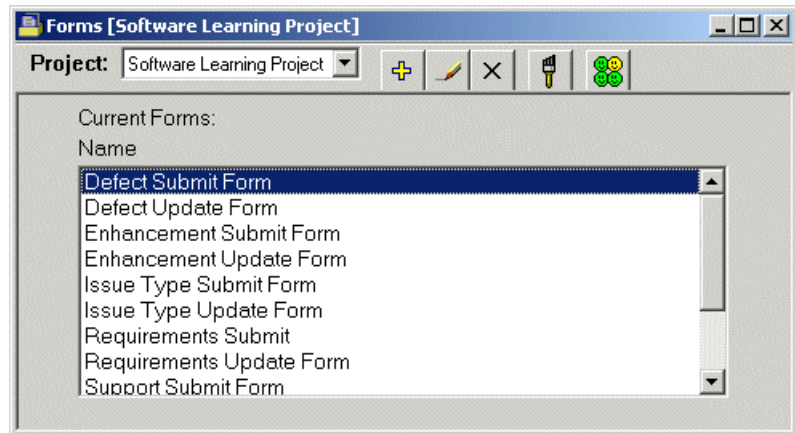 Forms [Software Learning Project]
Project: Software Learning Project
Current Forms:
Name
Defect Submit Form
Defect Update Form
Enhancement Submit Form
Enhancement Update Form
Issue Type Submit Form
Issue Type Update Form
Requirements Submit
Requirements Update Form
Support Submit Form